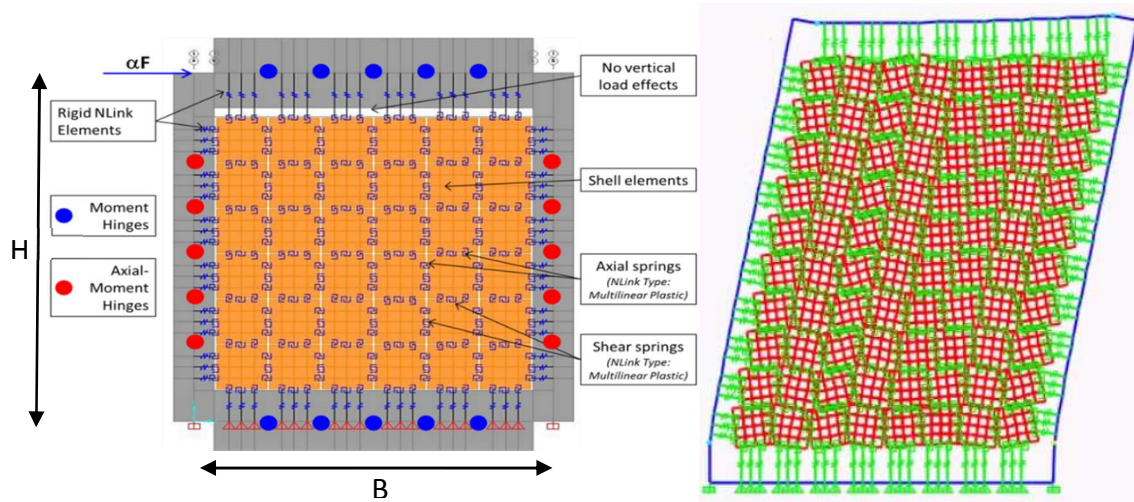 αF
No vertical
load effects
Rigid NLink
Elements
Shell elements
Moment
Hinges
H
Axial-
Moment
Hinges
Axial springs
(NLink Type:
Multilinear Plastic)
Shear springs
(NLink Type:
Multilinear Plastic)
B